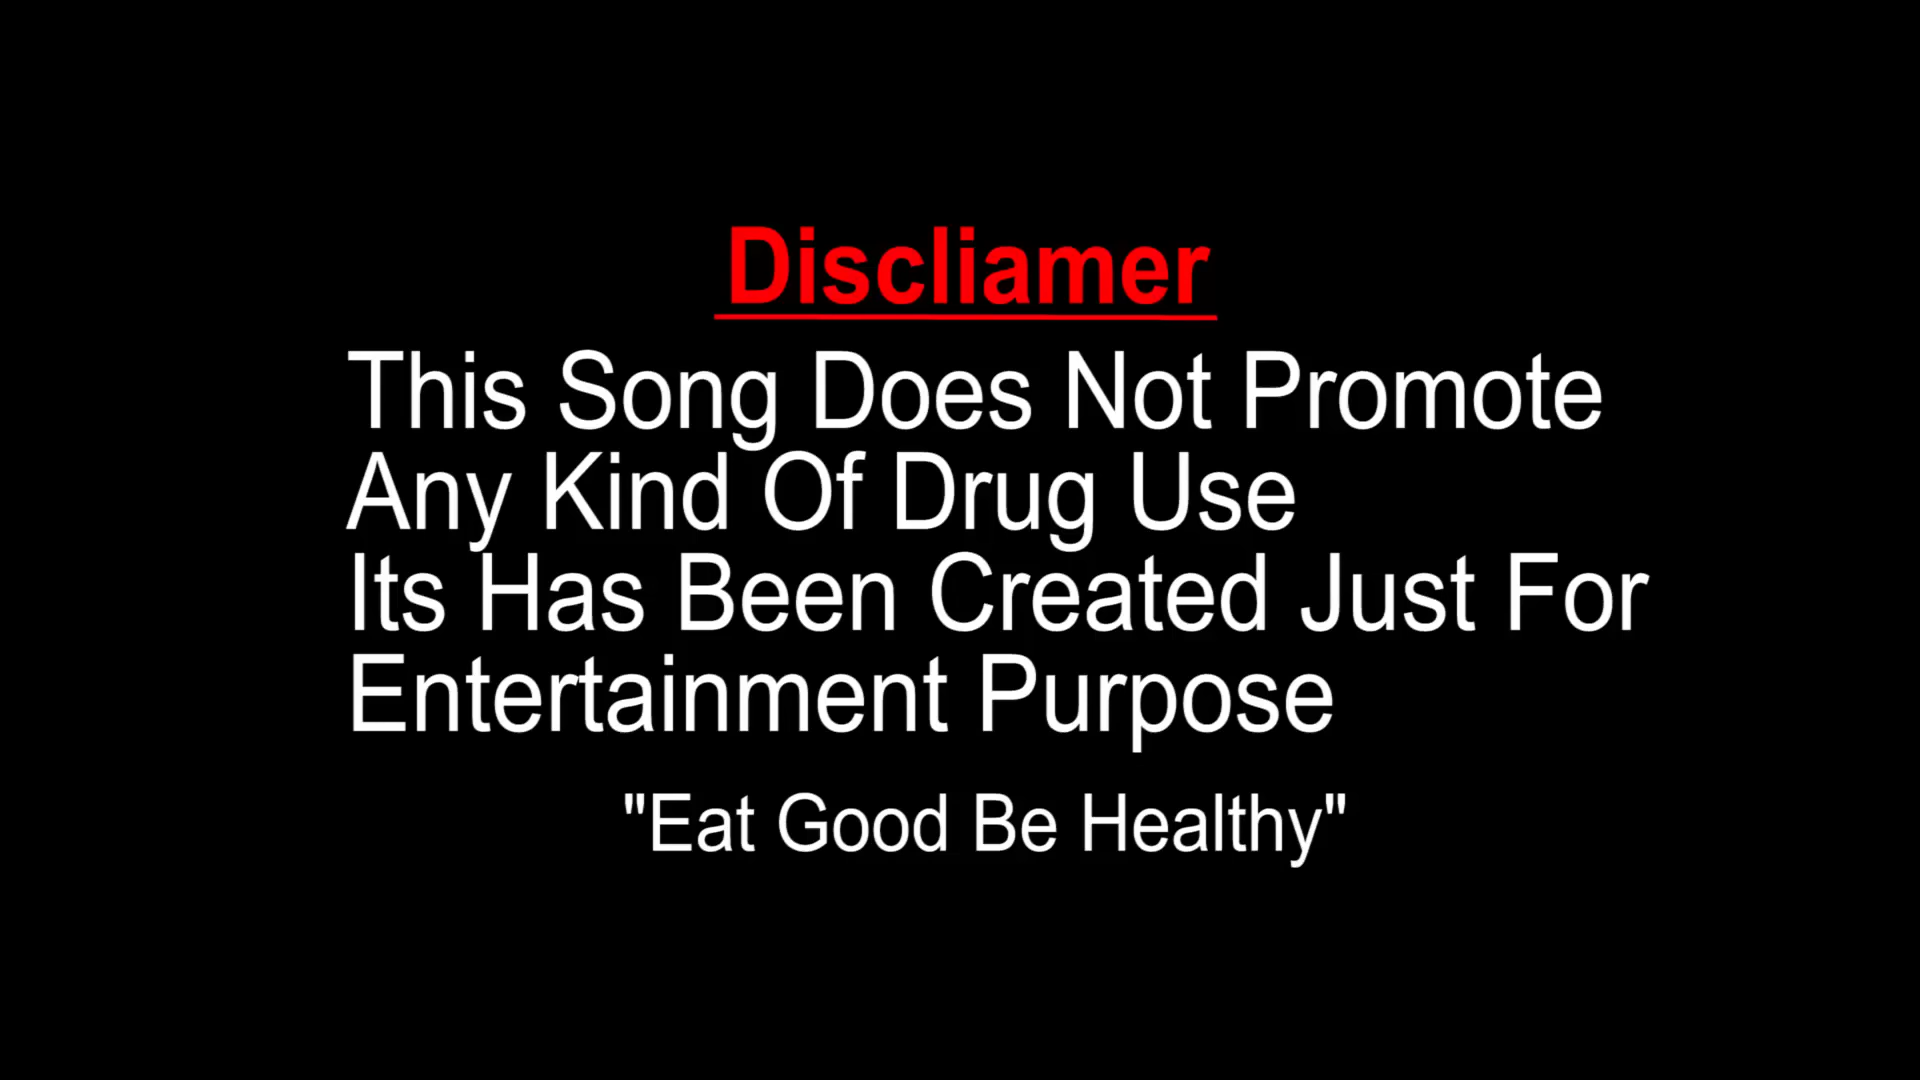 Discliamer
This Song Does Not Promote
Any Kind Of Drug Use
Its Has Been Created Just For
Entertainment Purpose
"Eat Good Be Healthy"